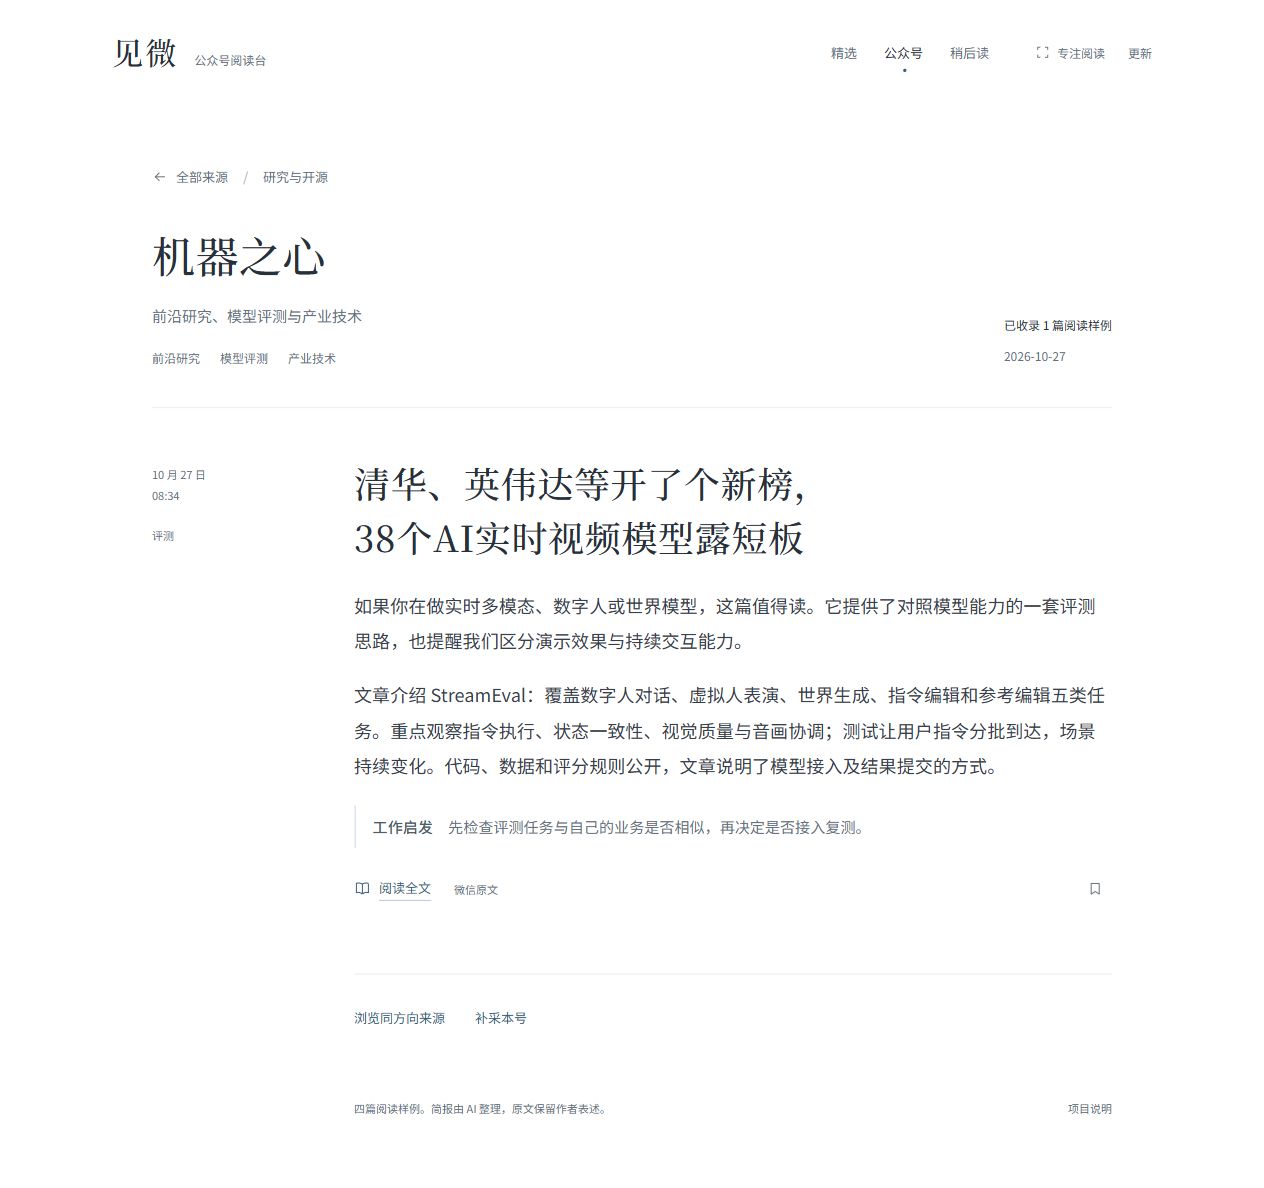 见微 公众号阅读台
精选 公众号 稍后读 专注阅读 更新
全部来源 / 研究与开源
机器之心
前沿研究、模型评测与产业技术
已收录 1 篇阅读样例
前沿研究 模型评测 产业技术
2026-10-27
10 月 27 日
08:34
评测
清华、英伟达等开了个新榜，
38个AI实时视频模型露短板
如果你在做实时多模态、数字人或世界模型，这篇值得读。它提供了对照模型能力的一套评测
思路，也提醒我们区分演示效果与持续交互能力。
文章介绍 StreamEval：覆盖数字人对话、虚拟人表演、世界生成、指令编辑和参考编辑五类任
务。重点观察指令执行、状态一致性、视觉质量与音画协调；测试让用户指令分批到达，场景
持续变化。代码、数据和评分规则公开，文章说明了模型接入及结果提交的方式。
工作启发 先检查评测任务与自己的业务是否相似，再决定是否接入复测。
阅读全文 微信原文
浏览同方向来源 补采本号
四篇阅读样例。简报由 AI 整理，原文保留作者表述。 项目说明